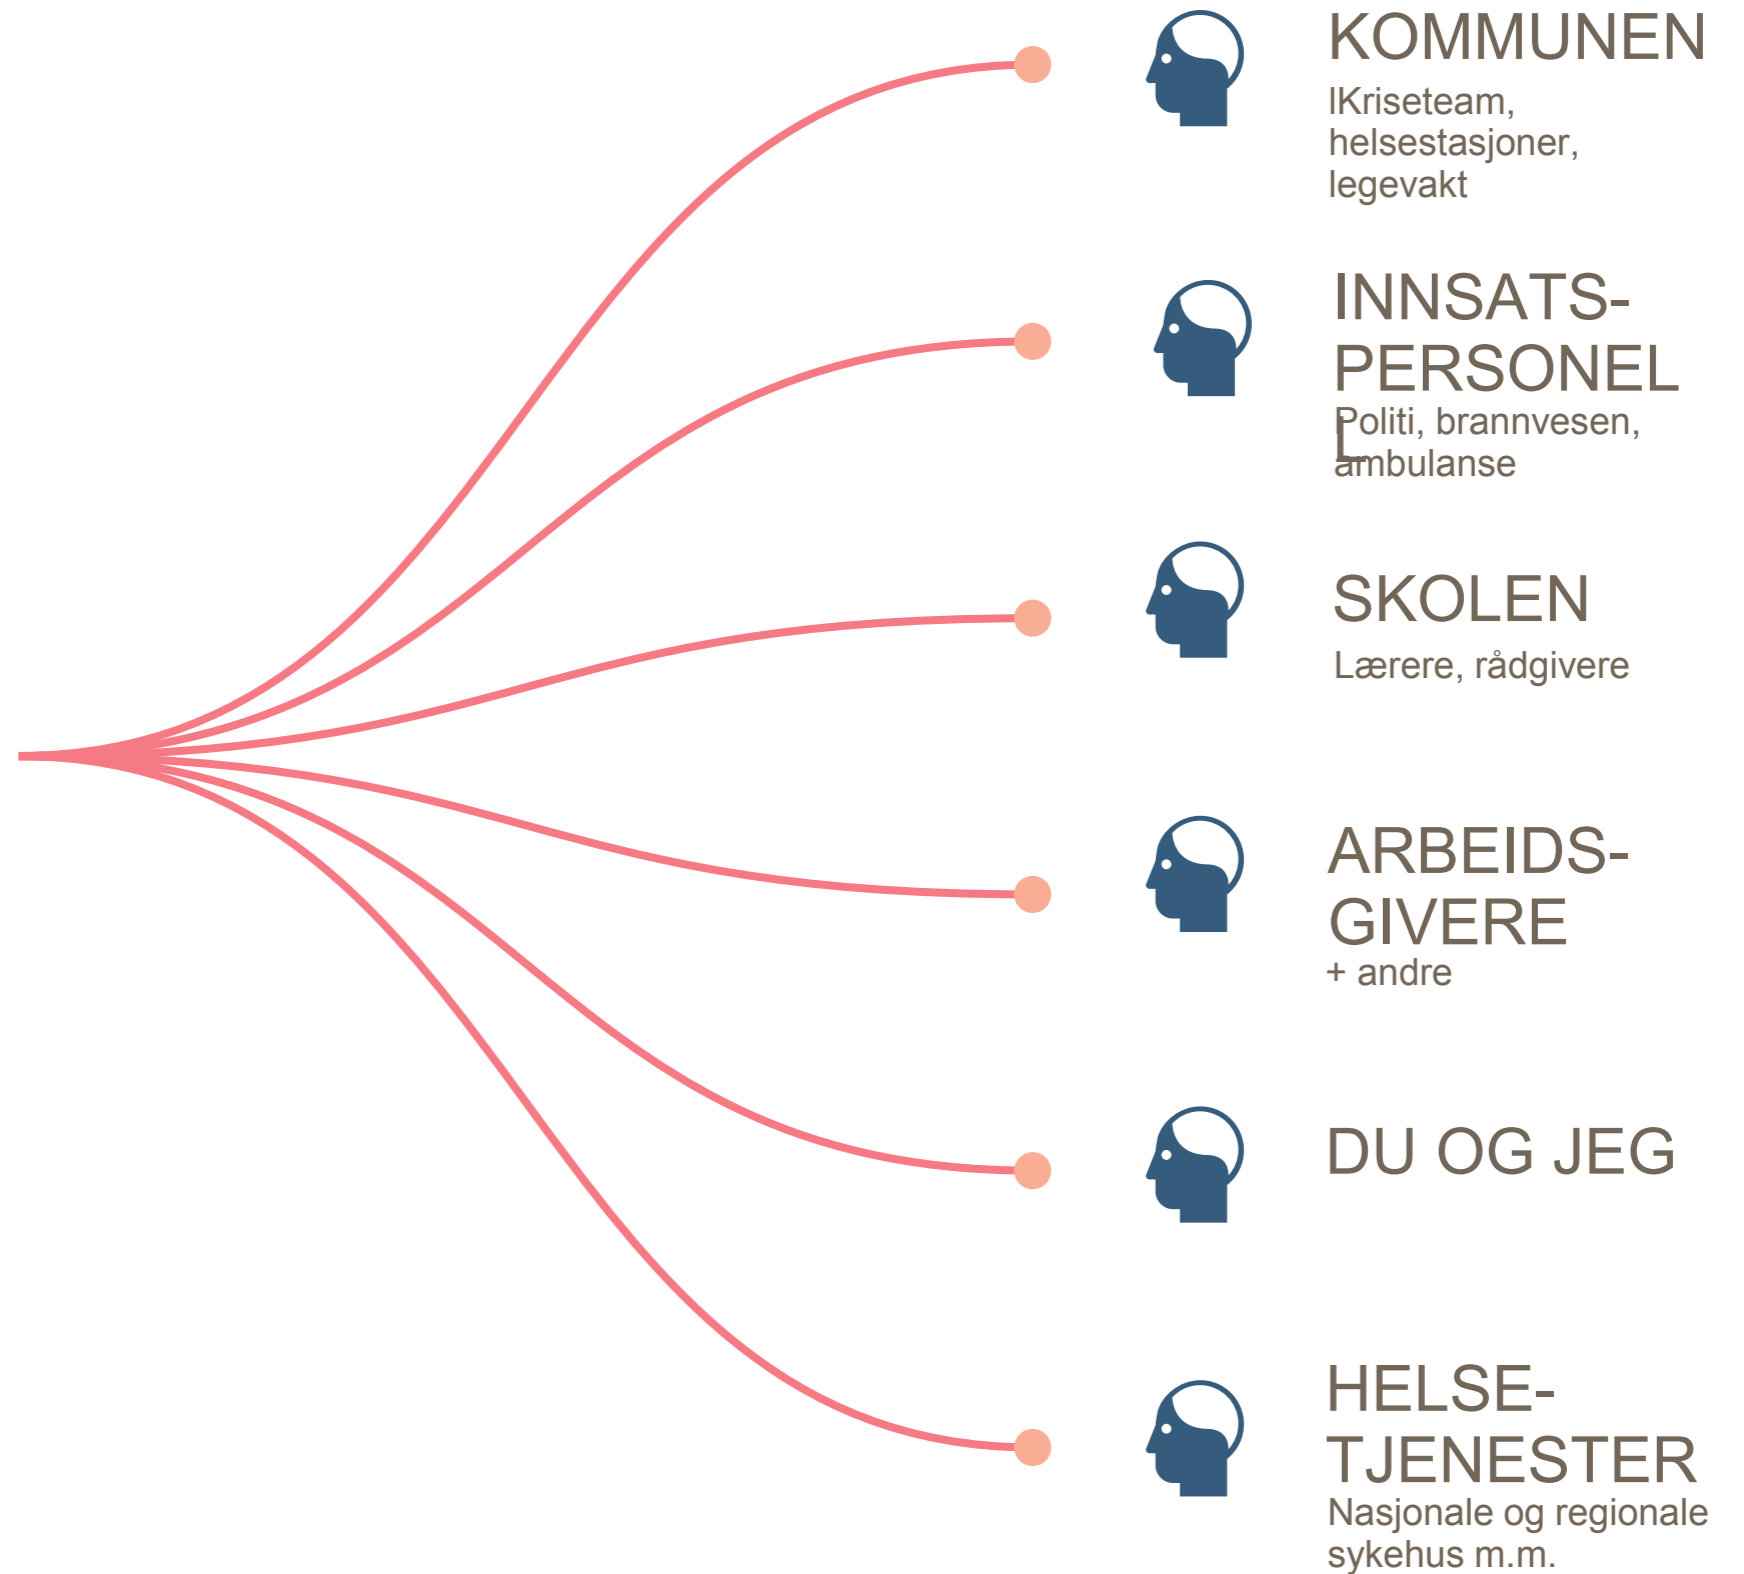 KOMMUNEN
IKriseteam,
helsestasjoner,
legevakt
INNSATS-
PERSONEL
L
Politi, brannvesen,
ambulanse
SKOLEN
Lærere, rådgivere
ARBEIDS-
GIVERE
+ andre
DU OG JEG
HELSE-
TJENESTER
Nasjonale og regionale
sykehus m.m.